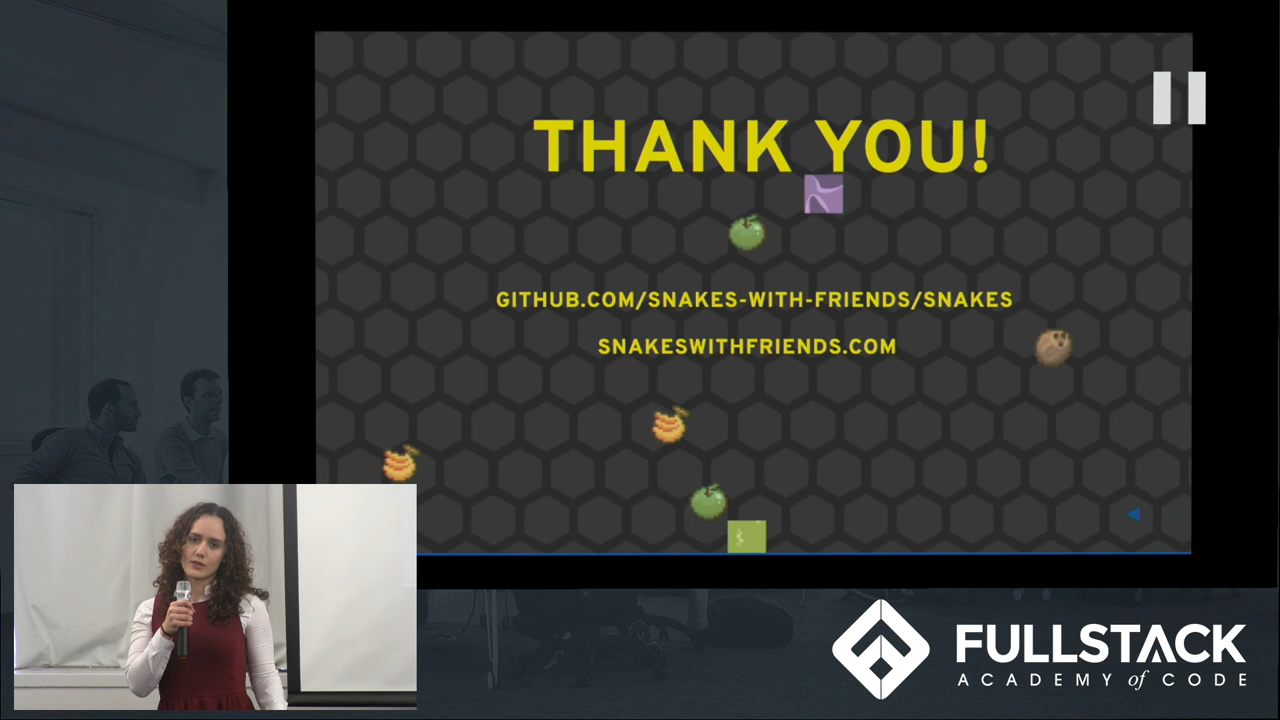 THANK YOU!
GITHUB.COM/SNAKES-WITH-FRIENDS/SNAKES
SNAKESWITHFRIENDS.COM
FULLSTACK
ACADEMY of CODE